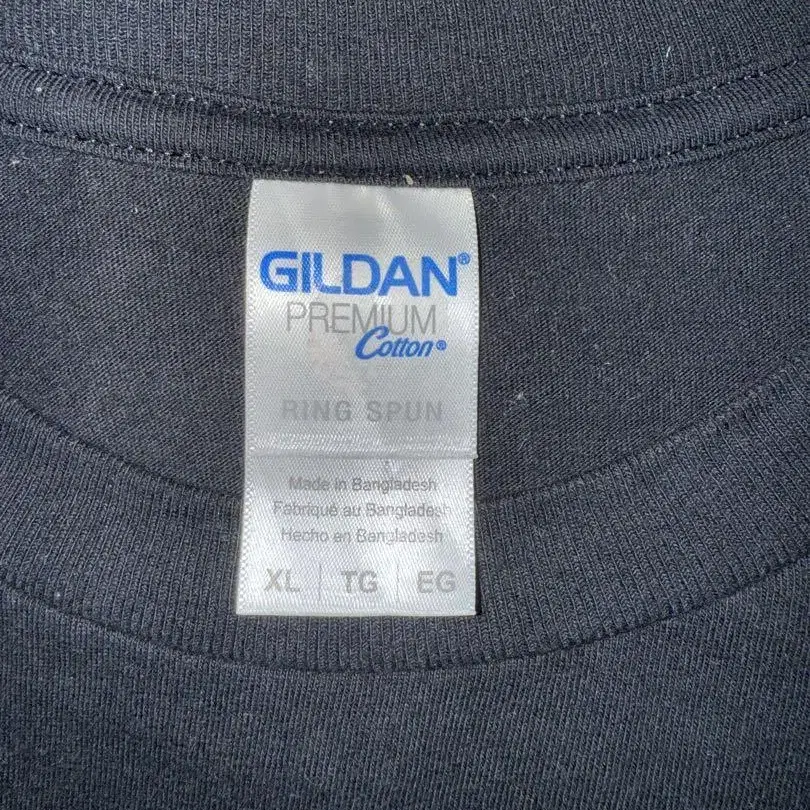 GILDAN®
PREMIUM
Cotton®
RING SPUN
Made in Bangladesh
Fabriqué au Bangladesh
Hecho en Bangladesh
XL | TG | EG